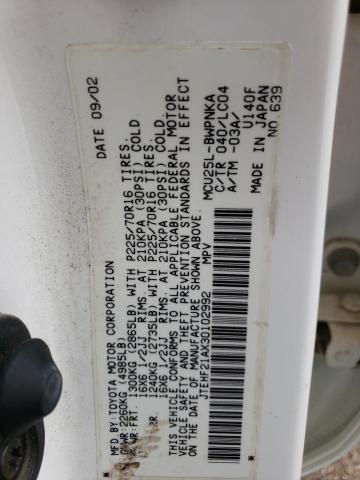 MFD.BY:TOYOTA MOTOR CORPORATION DATE 09/02
GVWR:2260KG (4985LB)
GAWR:FRT. 1300KG (2865LB) WITH P225/70R16 TIRES.
16X6 1/2JJ RIMS. AT 210KPA (30PSI) COLD.
1240KG (2735LB) WITH P225/70R16 TIRES.
16X6 1/2JJ RIMS. AT 210KPA (30PSI) COLD.
THIS VEHICLE CONFORMS TO ALL APPLICABLE FEDERAL MOTOR
VEHICLE SAFETY AND THEFT PREVENTION STANDARDS IN EFFECT
ON THE DATE OF MANUFACTURE SHOWN ABOVE.
JTEHF21AX30102992 MPV
MCU25L-BWPNKA
C/TR 040/LC04
A/TM -03A/ U140F
MADE IN JAPAN
NO.639